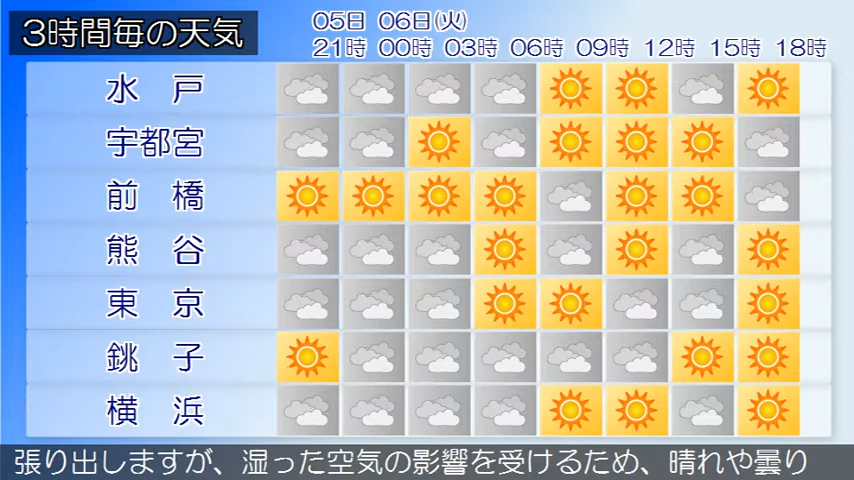 3時間毎の天気
05日 06日(火)
21時 00時 03時 06時 09時 12時 15時 18時
水戸
宇都宮
前橋
熊谷
東京
銚子
横浜
張り出しますが、湿った空気の影響を受けるため、晴れや曇り